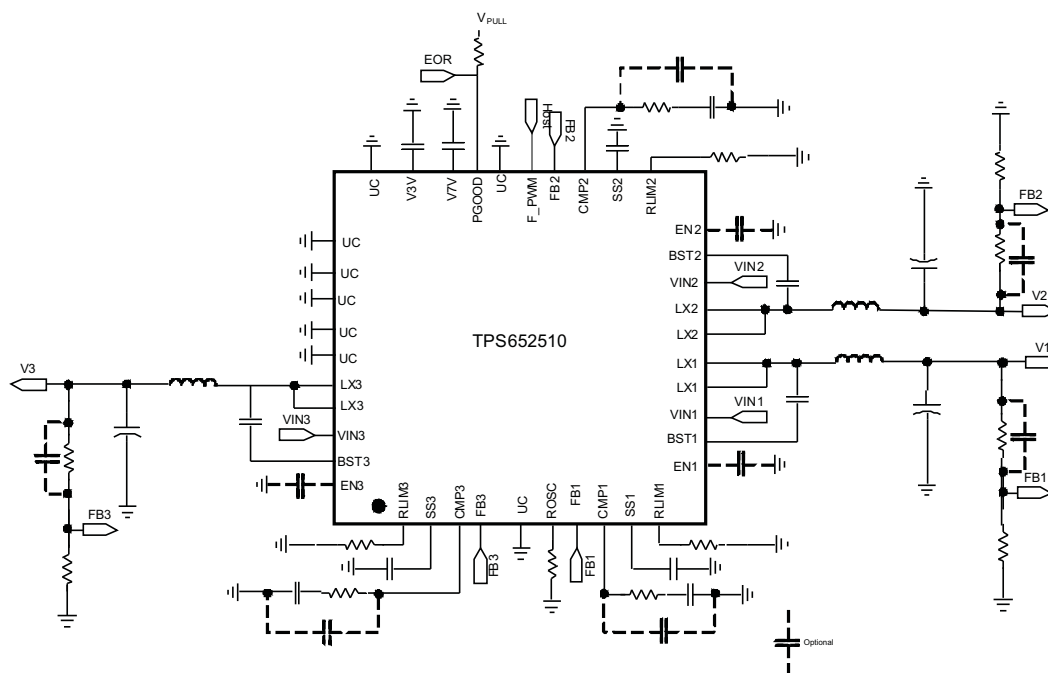 VPULL
EOR
Host
FB2
UC
V3V
V7V
PGOOD
UC
F_PWM
FB2
CMP2
SS2
RLIM2
UC
UC
UC
UC
UC
LX3
LX3
VIN3
BST3
EN3
EN2
BST2
VIN2
LX2
LX2
LX1
LX1
VIN1
BST1
EN1
TPS652510
VIN2
VIN1
VIN3
FB2
V2
V1
FB1
V3
FB3
RLIM3
SS3
CMP3
FB3
UC
ROSC
FB1
CMP1
SS1
RLIM1
FB3
FB1
Optional